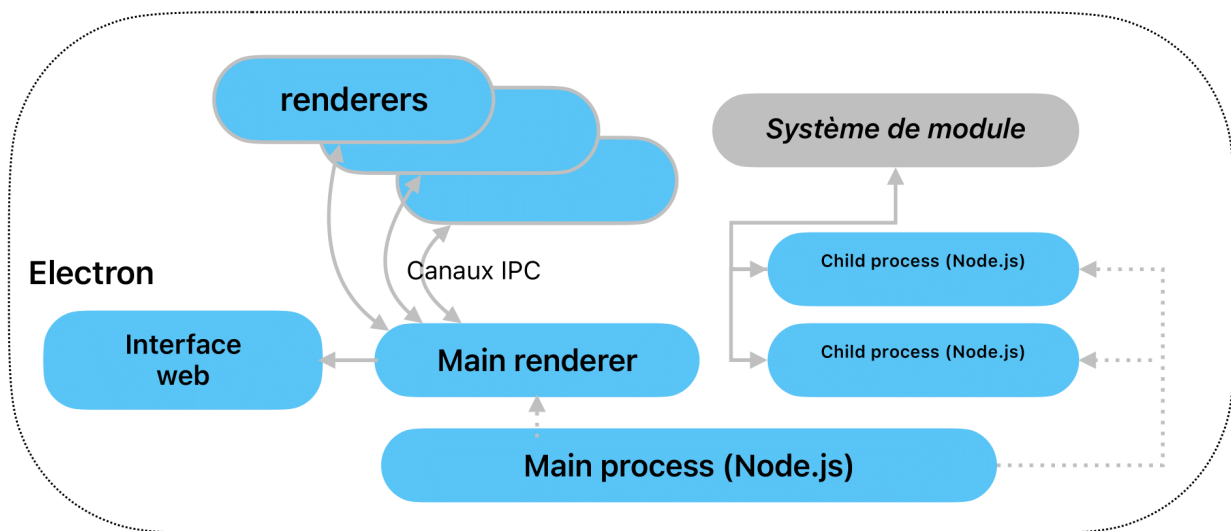 renderers
Système de module
Canaux IPC
Electron
Child process (Node.js)
Child process (Node.js)
Interface
web
Main renderer
Main process (Node.js)